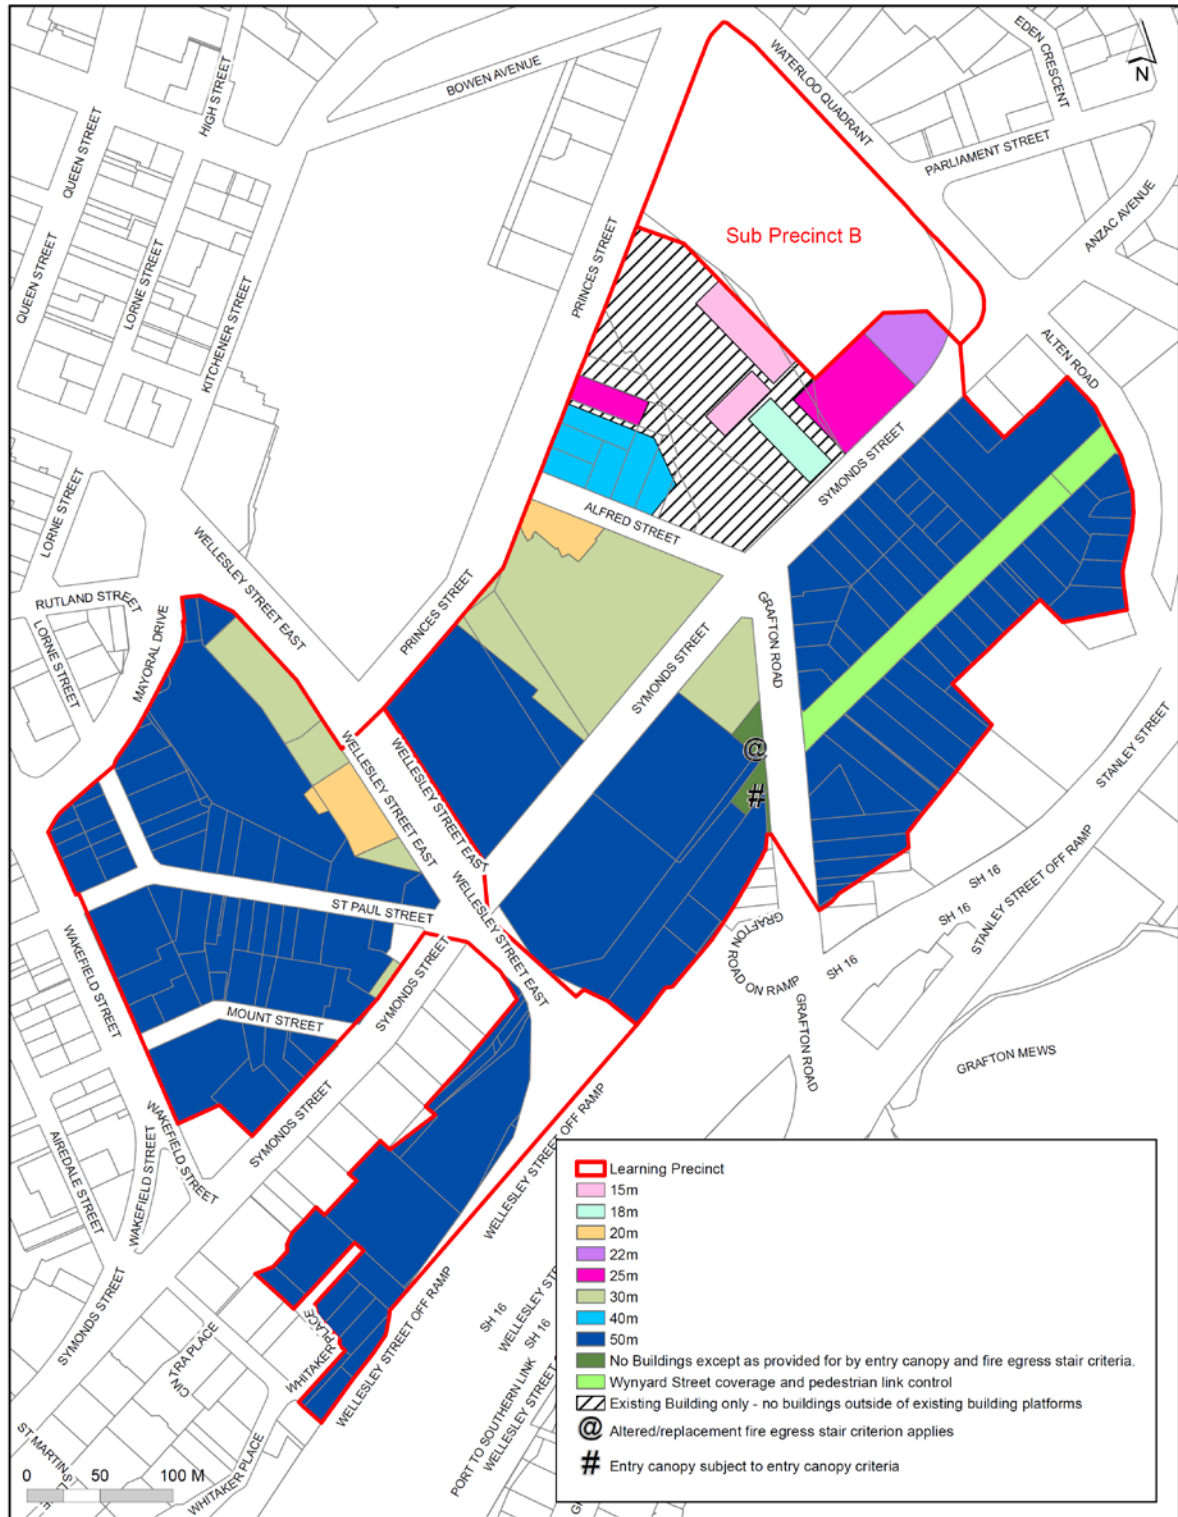 EDEN CRESCENT
WATERLOO QUADRANT
BOWEN AVENUE
N
HIGH STREET
QUEEN STREET
PARLIAMENT STREET
ANZAC AVENUE
Sub Precinct B
QUEEN STREET
LORNE STREET
KITCHENER STREET
PRINCES STREET
ALTEN ROAD
SYMONDS STREET
LORNE STREET
ALFRED STREET
WELLESLEY STREET EAST
RUTLAND STREET
LORNE STREET
MAYORAL DRIVE
PRINCES STREET
GRAFTON ROAD
SYMONDS STREET
STANLEY STREET
@
#
WELLESLEY STREET EAST
WELLESLEY STREET EAST
STANLEY STREET OFF RAMP
SH 16
SH 16
SH 16
ST PAUL STREET
WELLESLEY STREET EAST
GRAFTON
ROAD ON RAMP
WAKEFIELD STREET
SYMONDS STREET
MOUNT STREET
GRAFTON ROAD
GRAFTON MEWS
SYMONDS STREET
WAKEFIELD STREET
WAKEFIELD STREET
AIREDALE STREET
WELLESLEY STREET OFF RAMP
WELLESLEY STREET OFF RAMP
SYMONDS STREET
CINTRA PLACE
WHITAKER PLACE
SH 16
SH 16
PORT TO SOUTHERN LINK
WELLESLEY STREET
WHITAKER PLACE
Learning Precinct
15m
18m
20m
22m
25m
30m
40m
50m
No Buildings except as provided for by entry canopy and fire egress stair criteria.
Wynyard Street coverage and pedestrian link control
Existing Building only - no buildings outside of existing building platforms
@ Altered/replacement fire egress stair criterion applies
# Entry canopy subject to entry canopy criteria
0 50 100 M